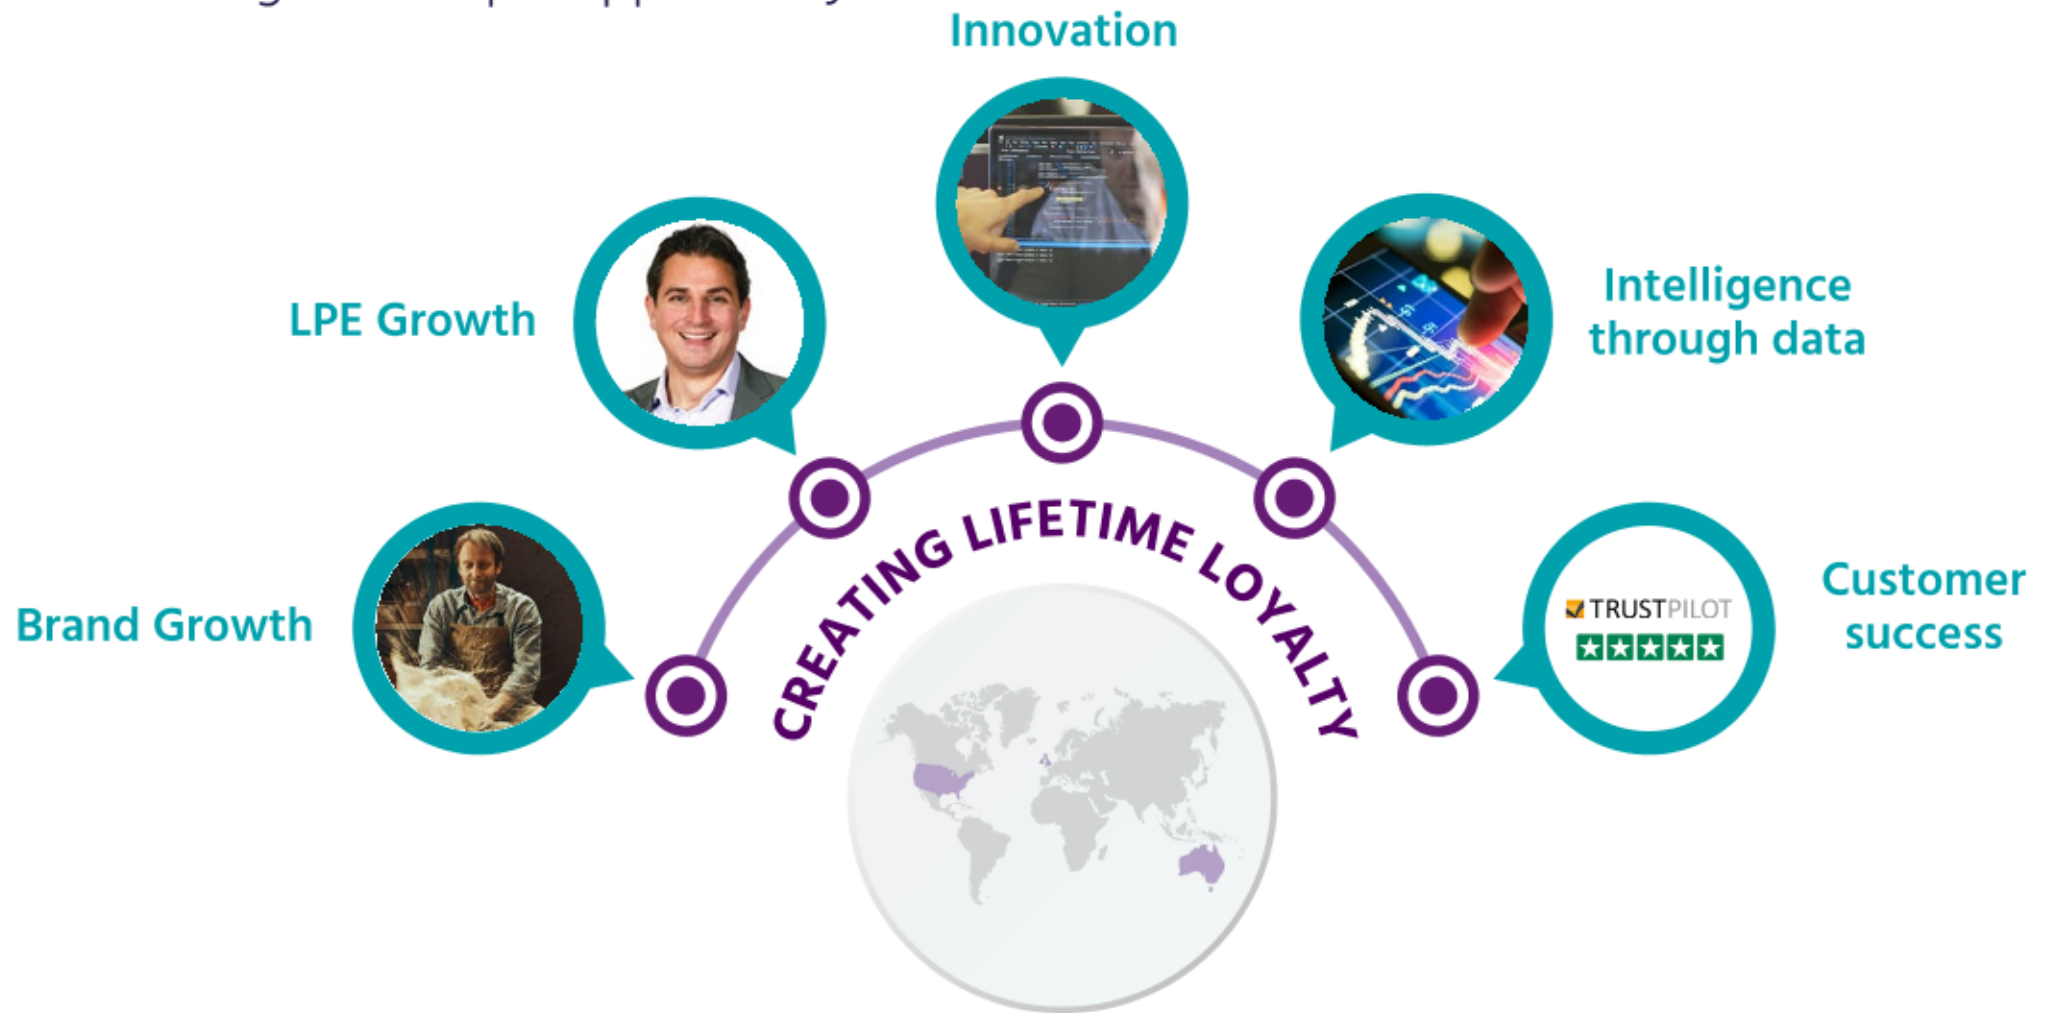 Innovation
LPE Growth
Intelligence
through data
Brand Growth
CREATING LIFETIME LOYALTY
TRUSTPILOT
Customer
success